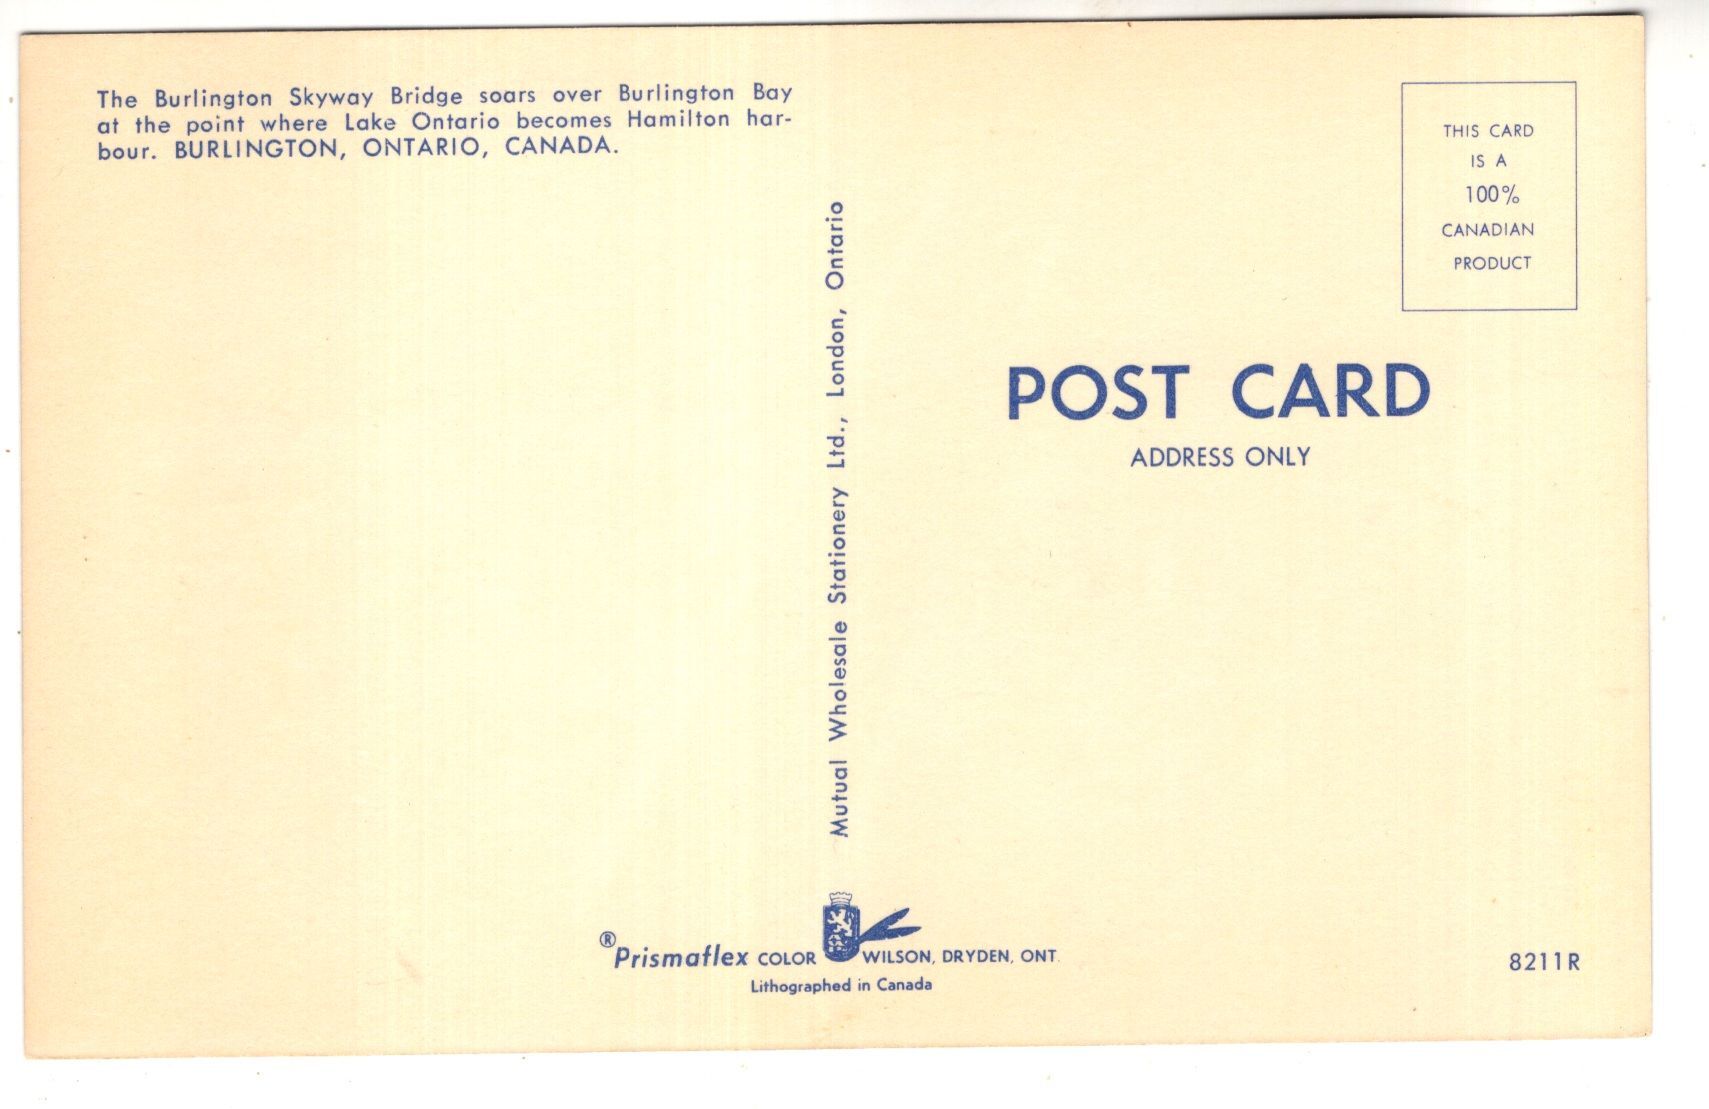 The Burlington Skyway Bridge soars over Burlington Bay
at the point where Lake Ontario becomes Hamilton har-
bour. BURLINGTON, ONTARIO, CANADA.
Mutual Wholesale Stationery Ltd., London, Ontario
THIS CARD
IS A
100%
CANADIAN
PRODUCT
POST CARD
ADDRESS ONLY
® Prismaflex COLOR WILSON, DRYDEN, ONT.
Lithographed in Canada
8211R